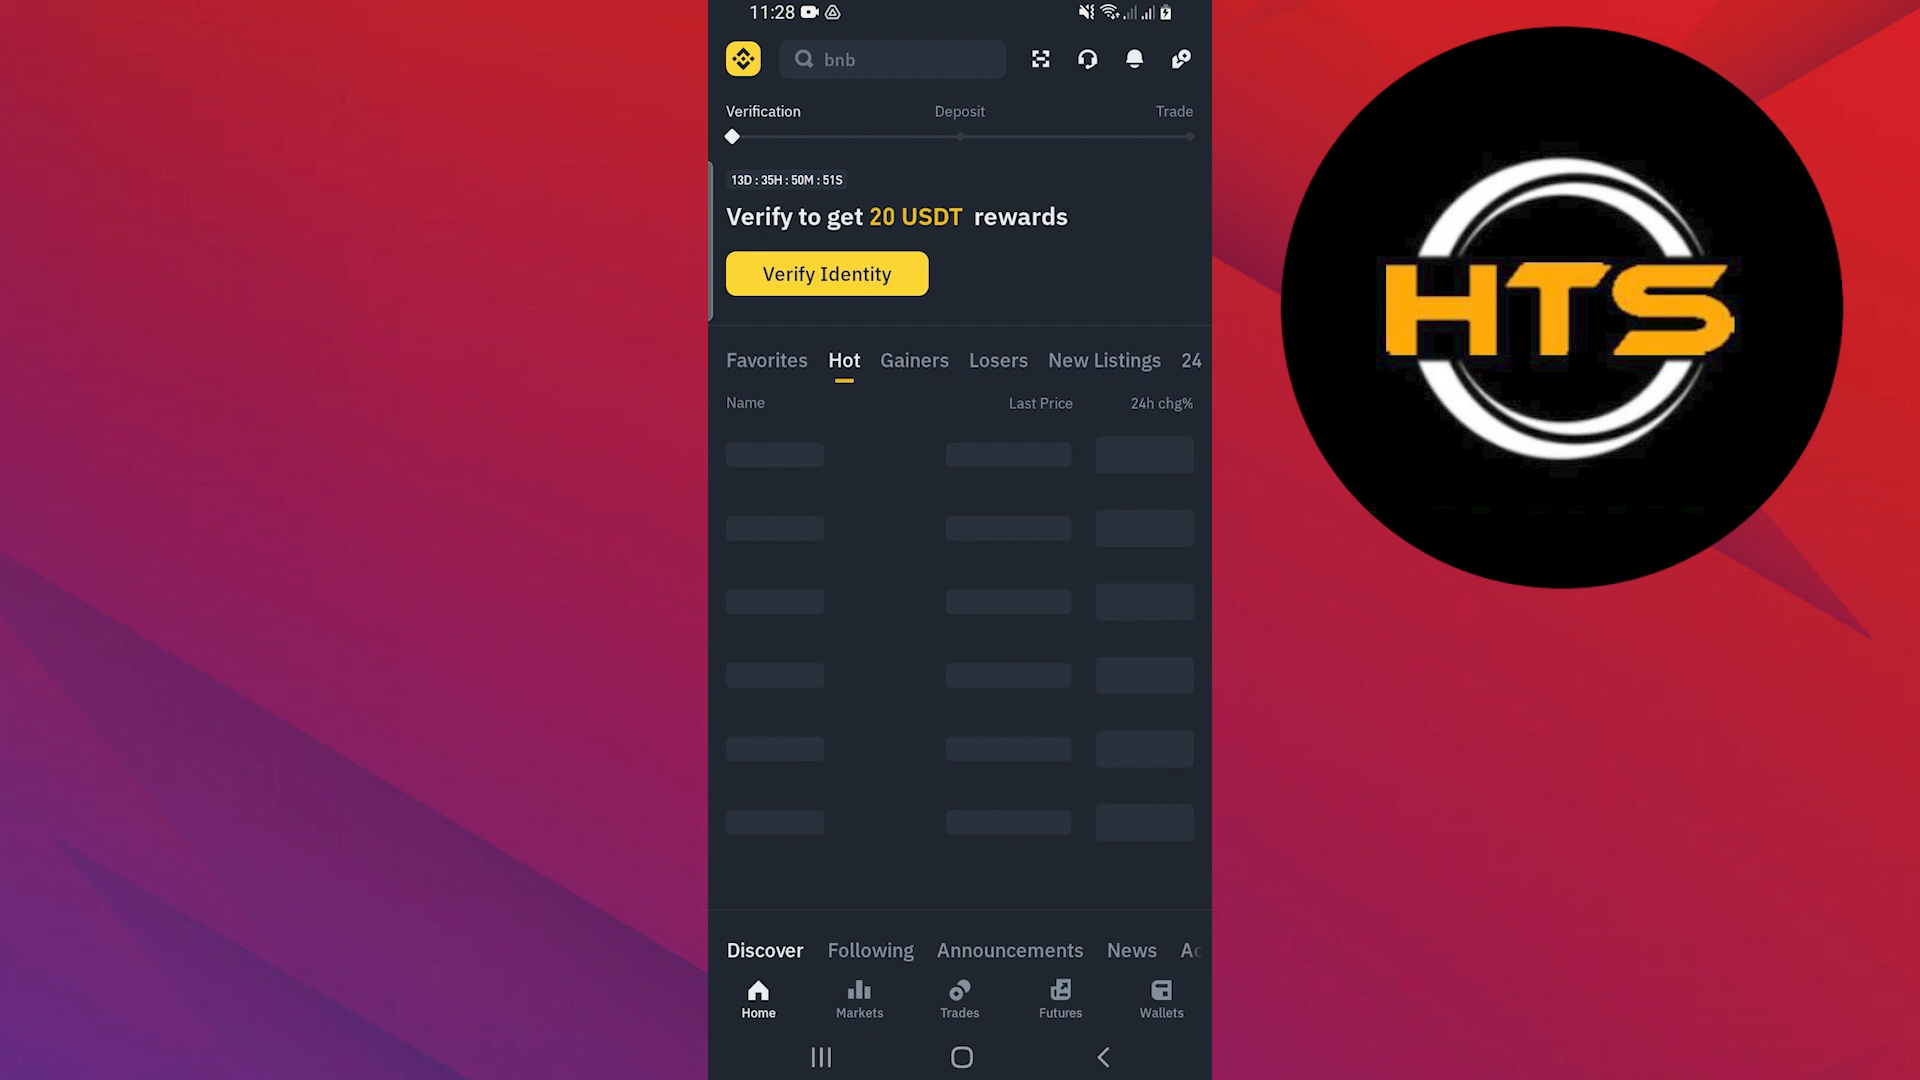 11:28
bnb
Verification Deposit Trade
13D : 35H : 50M : 51S
Verify to get 20 USDT rewards
Verify Identity
Favorites Hot Gainers Losers New Listings 24
Name Last Price 24h chg%
Discover Following Announcements News Ac
Home Markets Trades Futures Wallets
HTS